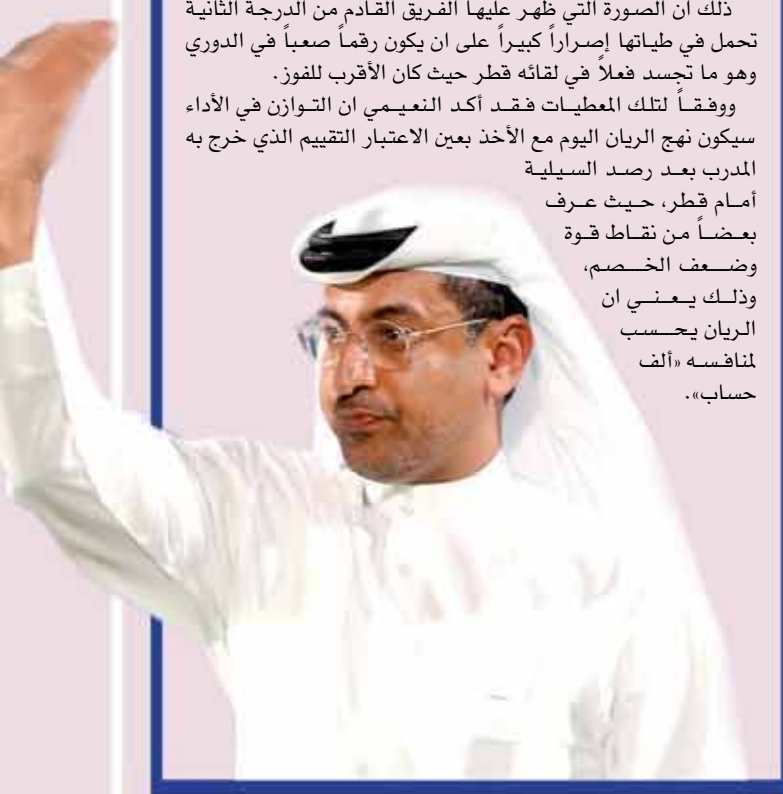 ذلك ان الصورة التي ظهر عليها الفريق القادم من الدرجة الثانية
تحمل في طياتها إصراراً كبيراً على ان يكون رقماً صعباً في الدوري
وهو ما تجسد فعلاً في لقائه قطر حيث كان الأقرب للفوز.
ووفقاً لتلك المعطيات فقد أكد النعيمي ان التوازن في الأداء
سيكون نهج الريان اليوم مع الأخذ بعين الاعتبار التقييم الذي خرج به
المدرب بعد رصد السيلية
أمام قطر، حيث عرف
بعضاً من نقاط قوة
وضعف الخصم،
وذلك يعني ان
الريان يحسب
لمنافسه «ألف
حساب».